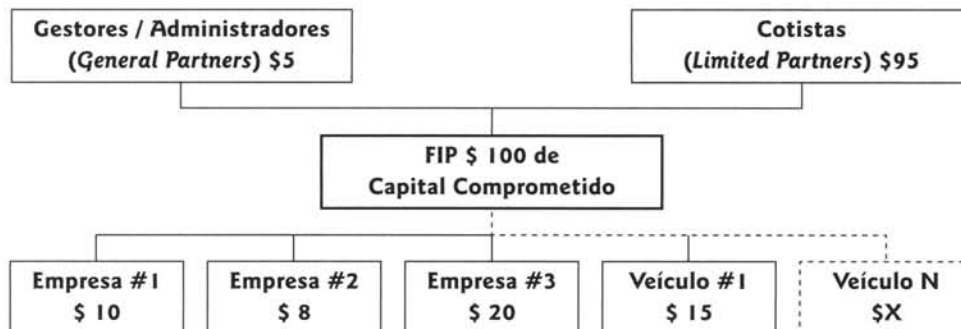 Gestores / Administradores
(General Partners) $5
Cotistas
(Limited Partners) $95
FIP $ 100 de
Capital Comprometido
Empresa #1
$ 10
Empresa #2
$ 8
Empresa #3
$ 20
Veículo #1
$ 15
Veículo N
$X